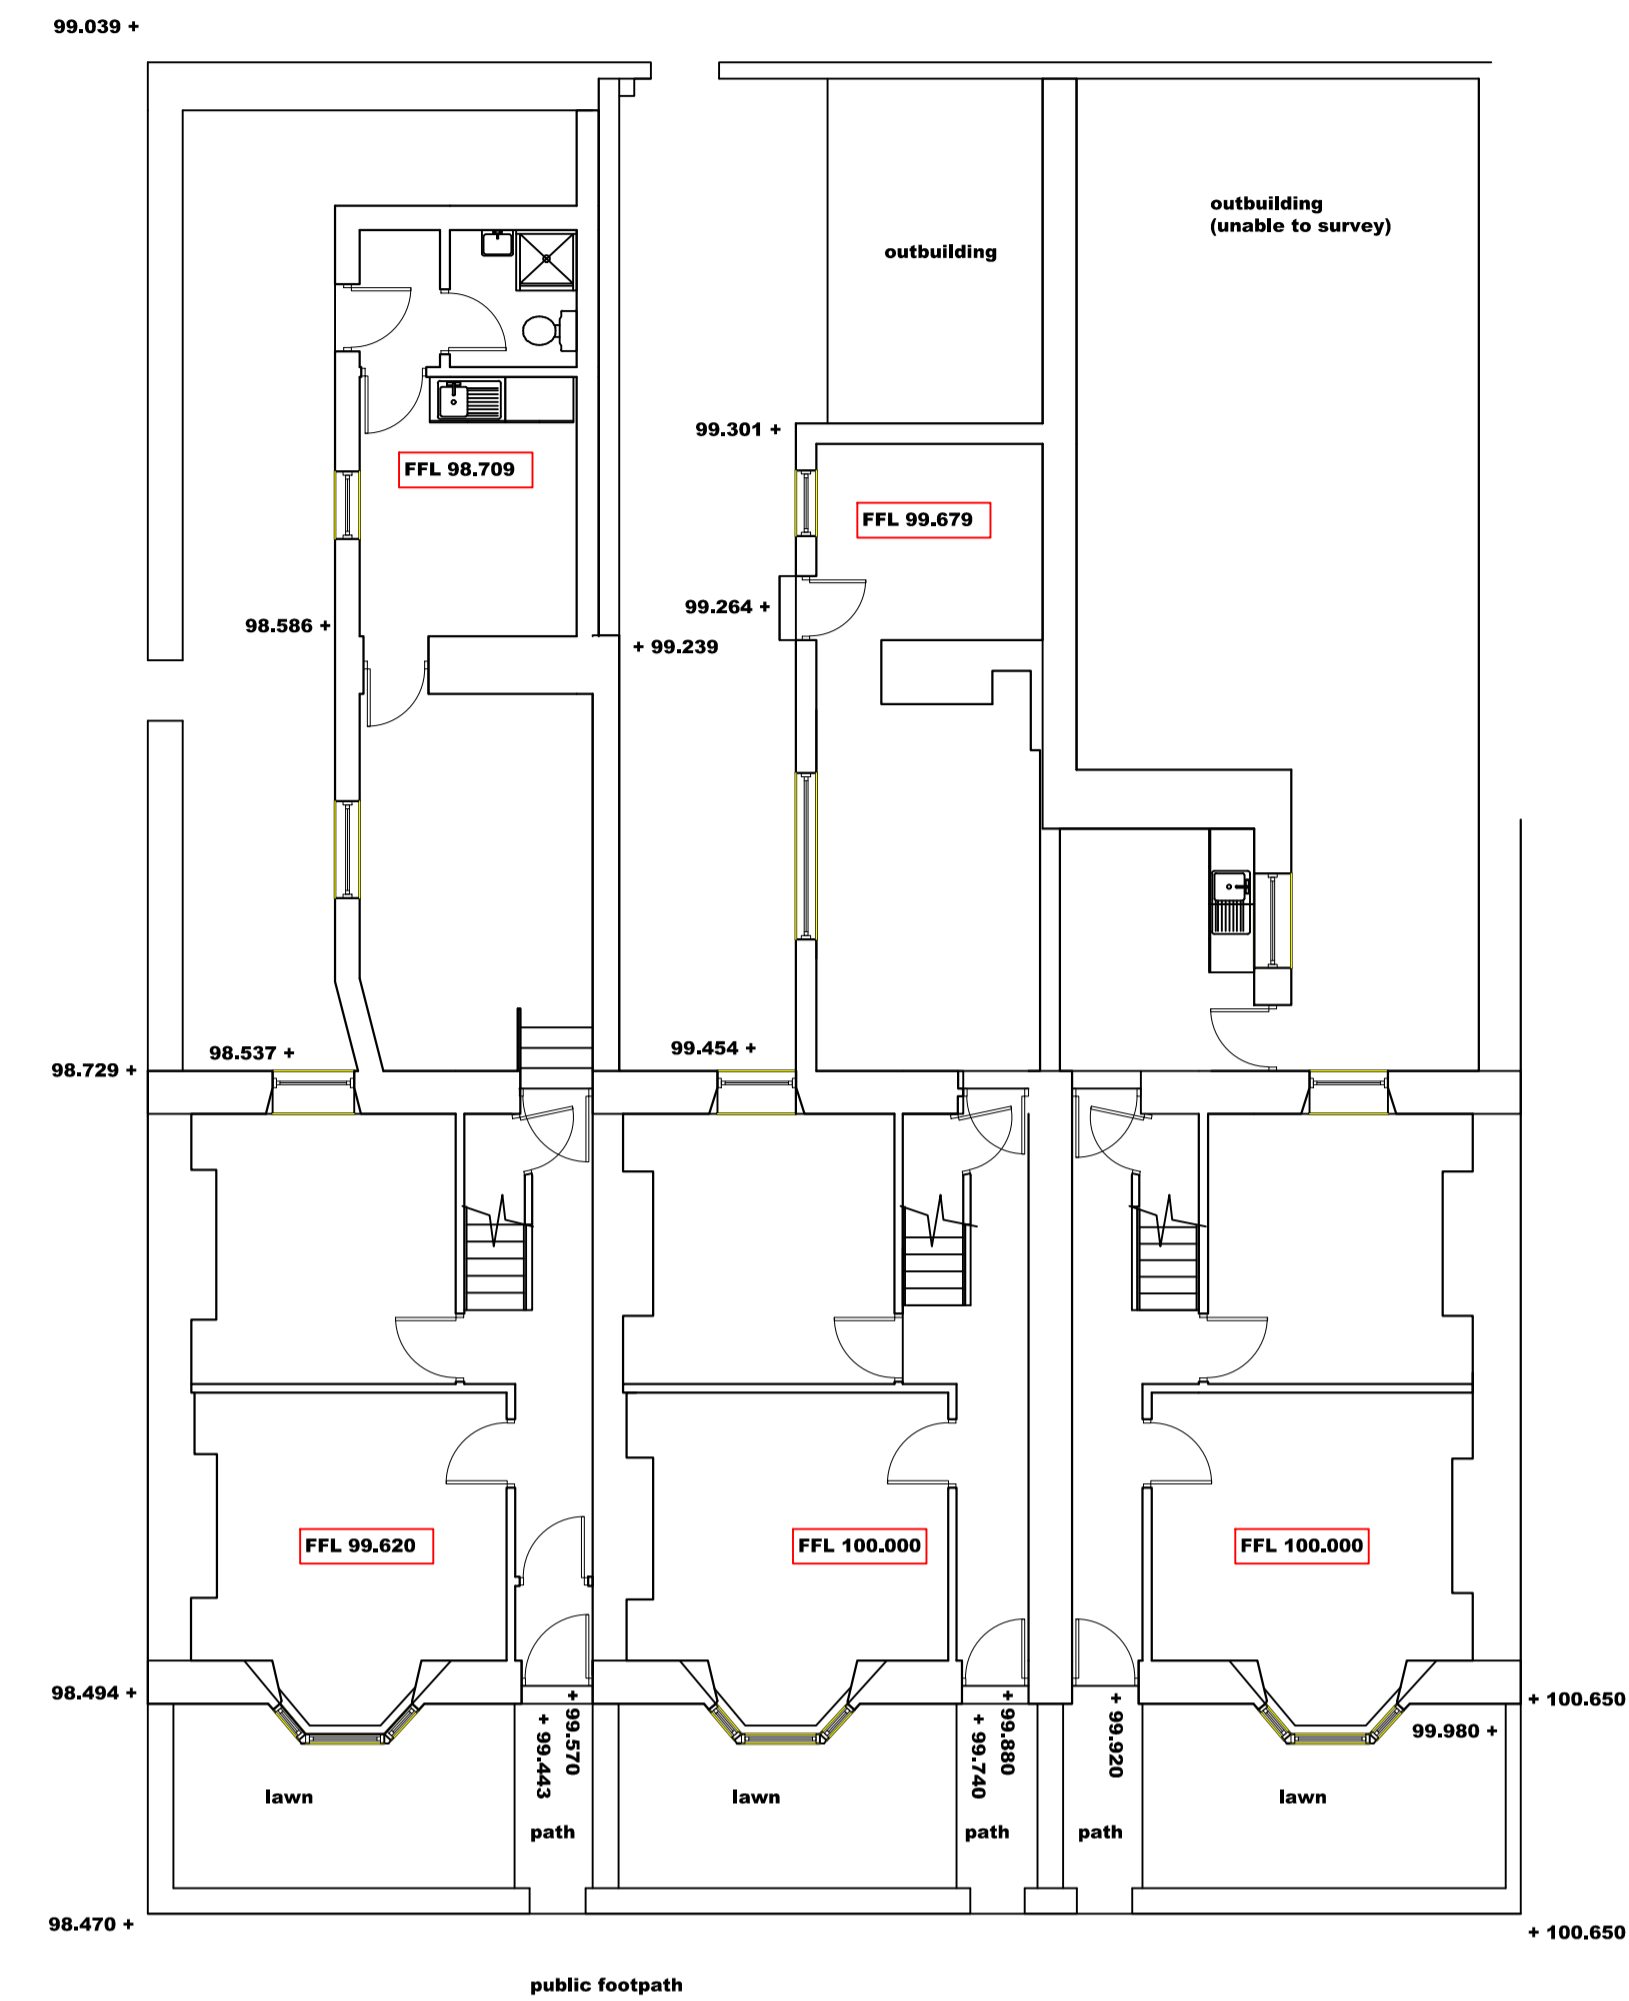 99.039 +
outbuilding
(unable to survey)
outbuilding
99.301 +
FFL 98.709
FFL 99.679
99.264 +
98.586 +
+ 99.239
99.454 +
98.537 +
98.729 +
FFL 99.620
FFL 100.000
FFL 100.000
98.494 +
+ 99.570
+ 99.443
+ 99.880
+ 99.740
+ 99.920
+ 100.650
99.980 +
lawn
lawn
lawn
path
path
path
98.470 +
+ 100.650
public footpath